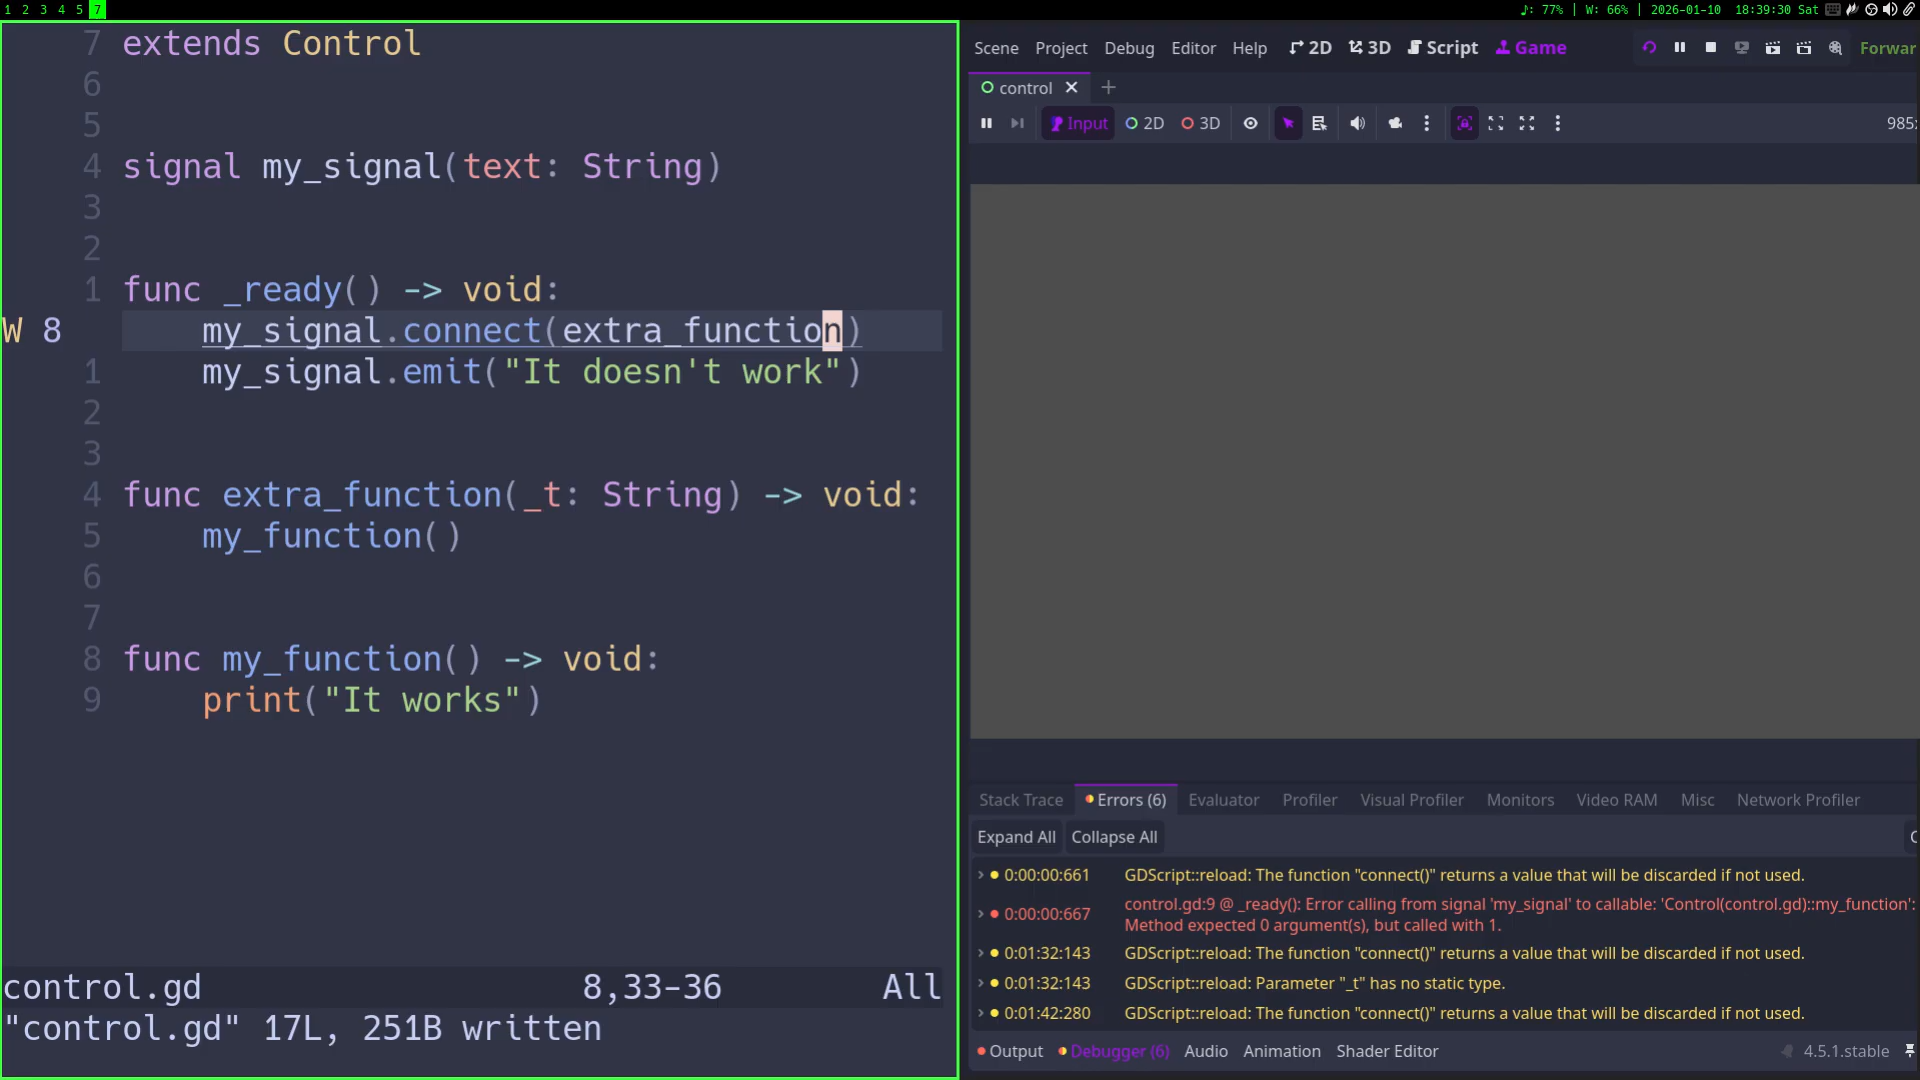 1 2 3 4 5 7
♪: 77% | W: 66% | 2026-01-10 18:39:30 Sat
7 extends Control
6
5
4 signal my_signal(text: String)
3
2
1 func _ready() -> void:
W 8 my_signal.connect(extra_function)
1 my_signal.emit("It doesn't work")
2
3
4 func extra_function(_t: String) -> void:
5 my_function()
6
7
8 func my_function() -> void:
9 print("It works")
control.gd 8,33-36 All
"control.gd" 17L, 251B written
Scene Project Debug Editor Help 2D 3D Script Game Forwar
control
Input 2D 3D 985
Stack Trace Errors (6) Evaluator Profiler Visual Profiler Monitors Video RAM Misc Network Profiler
Expand All Collapse All
0:00:00:661 GDScript::reload: The function "connect()" returns a value that will be discarded if not used.
0:00:00:667 control.gd:9 @ _ready(): Error calling from signal 'my_signal' to callable: 'Control(control.gd)::my_function':
Method expected 0 argument(s), but called with 1.
0:01:32:143 GDScript::reload: The function "connect()" returns a value that will be discarded if not used.
0:01:32:143 GDScript::reload: Parameter "_t" has no static type.
0:01:42:280 GDScript::reload: The function "connect()" returns a value that will be discarded if not used.
Output Debugger (6) Audio Animation Shader Editor 4.5.1.stable